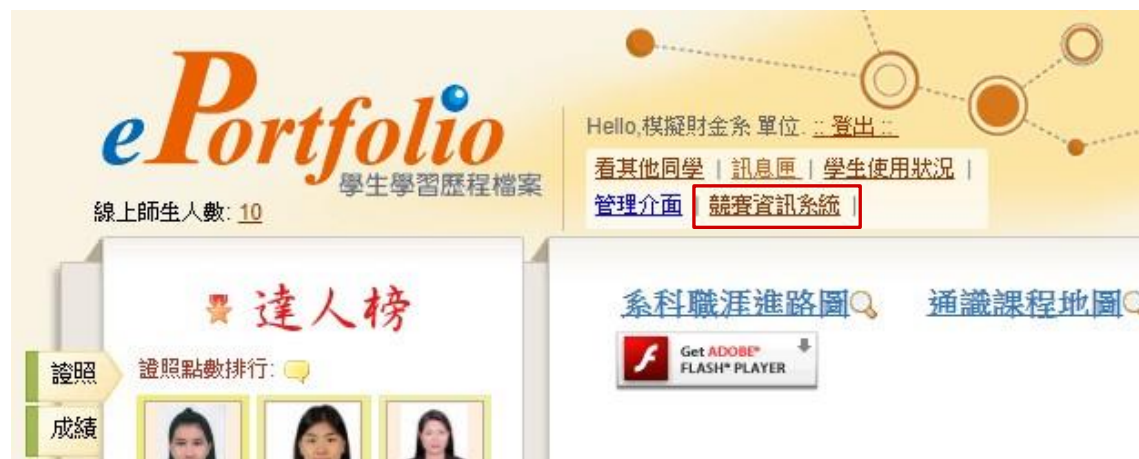 ePortfolio
學生學習歷程檔案
線上師生人數: 10
Hello,模擬財金系 單位. :: 登出 ::
看其他同學 | 訊息匣 | 學生使用狀況 |
管理介面 | 競賽資訊系統 |
達人榜
證照
證照點數排行:
成績
系科職涯進路圖 通識課程地圖
Get ADOBE®
FLASH® PLAYER